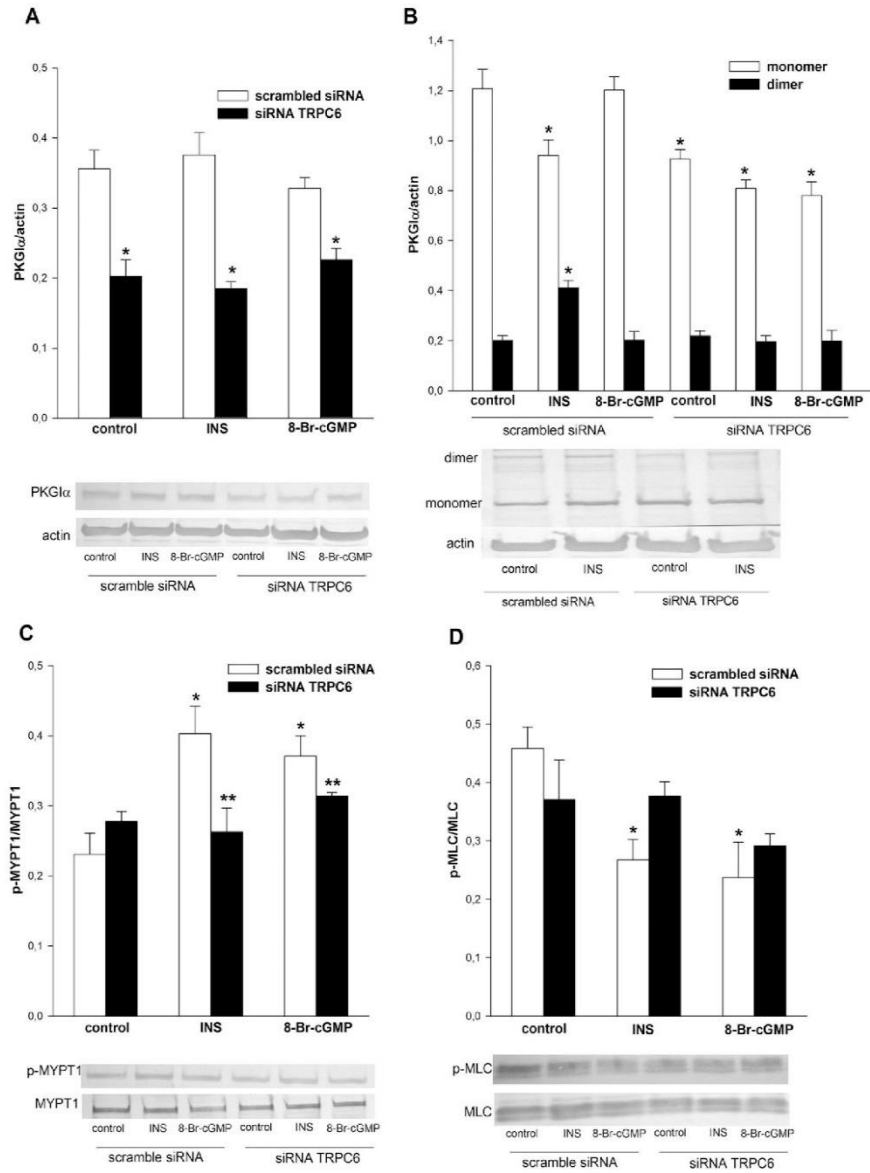 A
0,5
0,4
0,3
0,2
0,1
0,0
PKGIα/actin
scrambled siRNA
siRNA TRPC6
*
*
*
control INS 8-Br-cGMP
PKGIα
actin
control INS 8-Br-cGMP control INS 8-Br-cGMP
scramble siRNA siRNA TRPC6
B
1,4
1,2
1,0
0,8
0,6
0,4
0,2
0,0
PKGIα/actin
monomer
dimer
*
*
*
*
*
control INS 8-Br-cGMP control INS 8-Br-cGMP
scrambled siRNA siRNA TRPC6
dimer
monomer
actin
control INS control INS
scrambled siRNA siRNA TRPC6
C
0,5
0,4
0,3
0,2
0,1
0,0
p-MYPT1/MYPT1
scrambled siRNA
siRNA TRPC6
*
**
*
**
control INS 8-Br-cGMP
p-MYPT1
MYPT1
control INS 8-Br-cGMP control INS 8-Br-cGMP
scramble siRNA siRNA TRPC6
D
0,6
0,5
0,4
0,3
0,2
0,1
0,0
p-MLC/MLC
scrambled siRNA
siRNA TRPC6
*
*
control INS 8-Br-cGMP
p-MLC
MLC
control INS 8-Br-cGMP control INS 8-Br-cGMP
scramble siRNA siRNA TRPC6